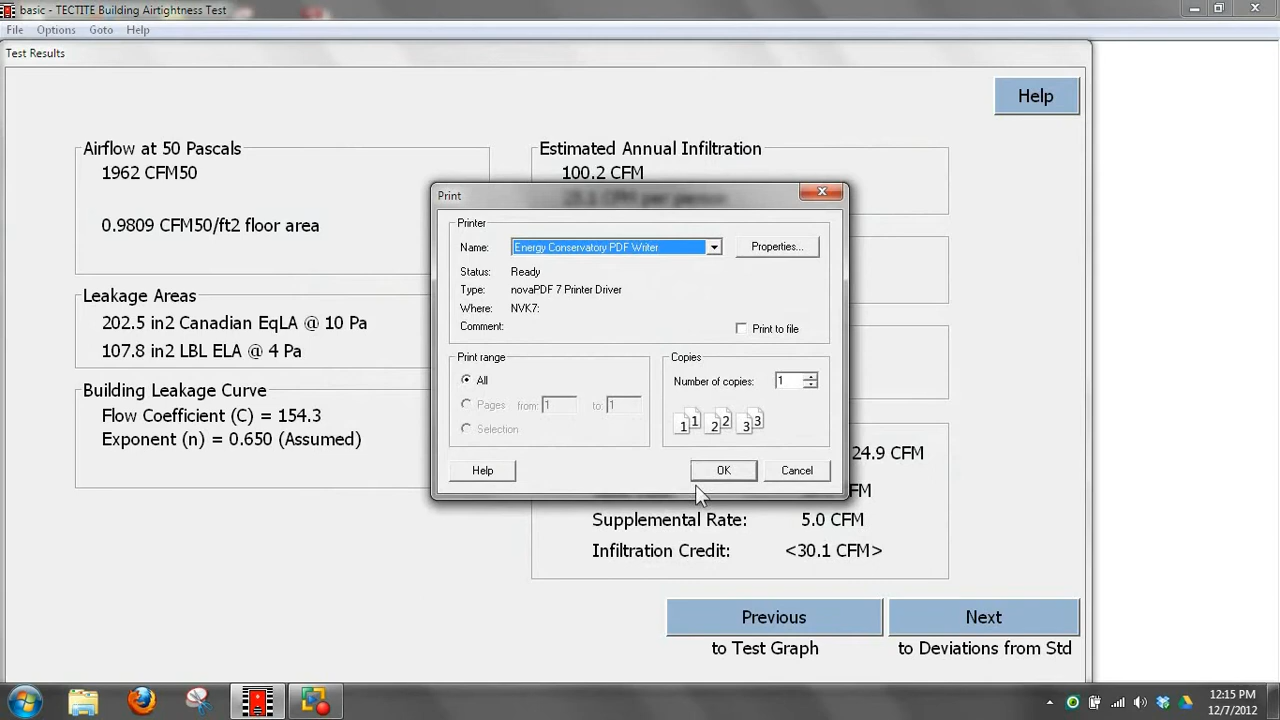 basic - TECTITE Building Airtightness Test
File Options Goto Help
Test Results
Help
Airflow at 50 Pascals
1962 CFM50
0.9809 CFM50/ft2 floor area
Leakage Areas
202.5 in2 Canadian EqLA @ 10 Pa
107.8 in2 LBL ELA @ 4 Pa
Building Leakage Curve
Flow Coefficient (C) = 154.3
Exponent (n) = 0.650 (Assumed)
Estimated Annual Infiltration
100.2 CFM
Print
Printer
Name: Energy Conservatory PDF Writer Properties...
Status: Ready
Type: novaPDF 7 Printer Driver
Where: NVK7:
Comment:
Print to file
Print range
All
Pages from: 1 to: 1
Selection
Copies
Number of copies: 1
1 1 2 2 3 3
Help OK Cancel
24.9 CFM
FM
Supplemental Rate: 5.0 CFM
Infiltration Credit: <30.1 CFM>
Previous
to Test Graph
Next
to Deviations from Std
12:15 PM
12/7/2012